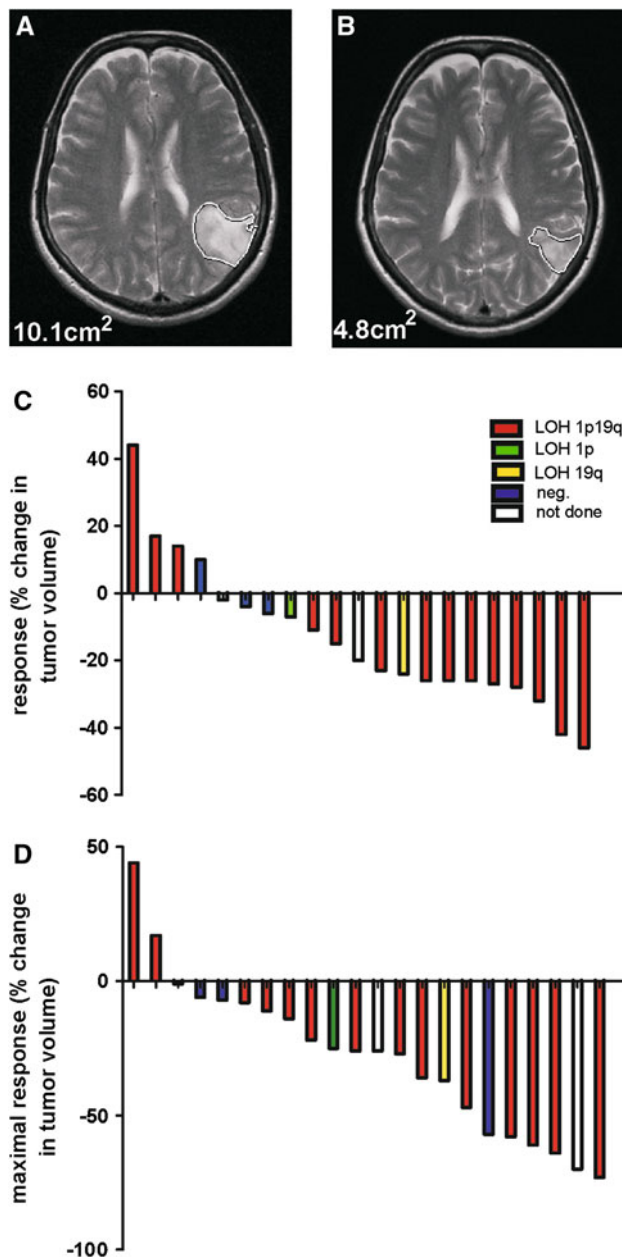 A
B
10.1cm²
4.8cm²
C
60
40
20
0
-20
-40
-60
response (% change in
tumor volume)
LOH 1p19q
LOH 1p
LOH 19q
neg.
not done
D
50
0
-50
-100
maximal response (% change
in tumor volume)